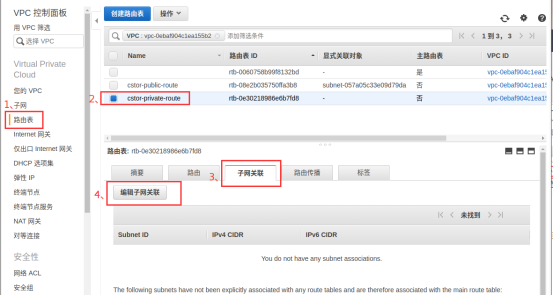 VPC 控制面板
用 VPC 筛选
选择 VPC
Virtual Private
Cloud
您的 VPC
1、
子网
路由表
Internet 网关
仅出口 Internet 网关
DHCP 选项集
弹性 IP
终端节点
终端节点服务
NAT 网关
对等连接
安全性
网络 ACL
安全组
创建路由表 操作
VPC : vpc-0ebaf904c1ea155b2 添加筛选条件 1 到 3， 3
Name 路由表 ID 显式关联对象 主路由表 VPC ID
rtb-0060758b99f8132bd - 是 vpc-0ebaf904c1ea15
cstor-public-route rtb-08e2b035750ffa3b8 subnet-057a05c33e09d79da 否 vpc-0ebaf904c1ea15
2、 cstor-private-route rtb-0e30218986e6b7fd8 - 否 vpc-0ebaf904c1ea15
路由表: rtb-0e30218986e6b7fd8
摘要 路由 3、 子网关联 路由传播 标签
4、 编辑子网关联
未找到
Subnet ID IPv4 CIDR IPv6 CIDR
You do not have any subnet associations.
The following subnets have not been explicitly associated with any route tables and are therefore associated with the main route table: